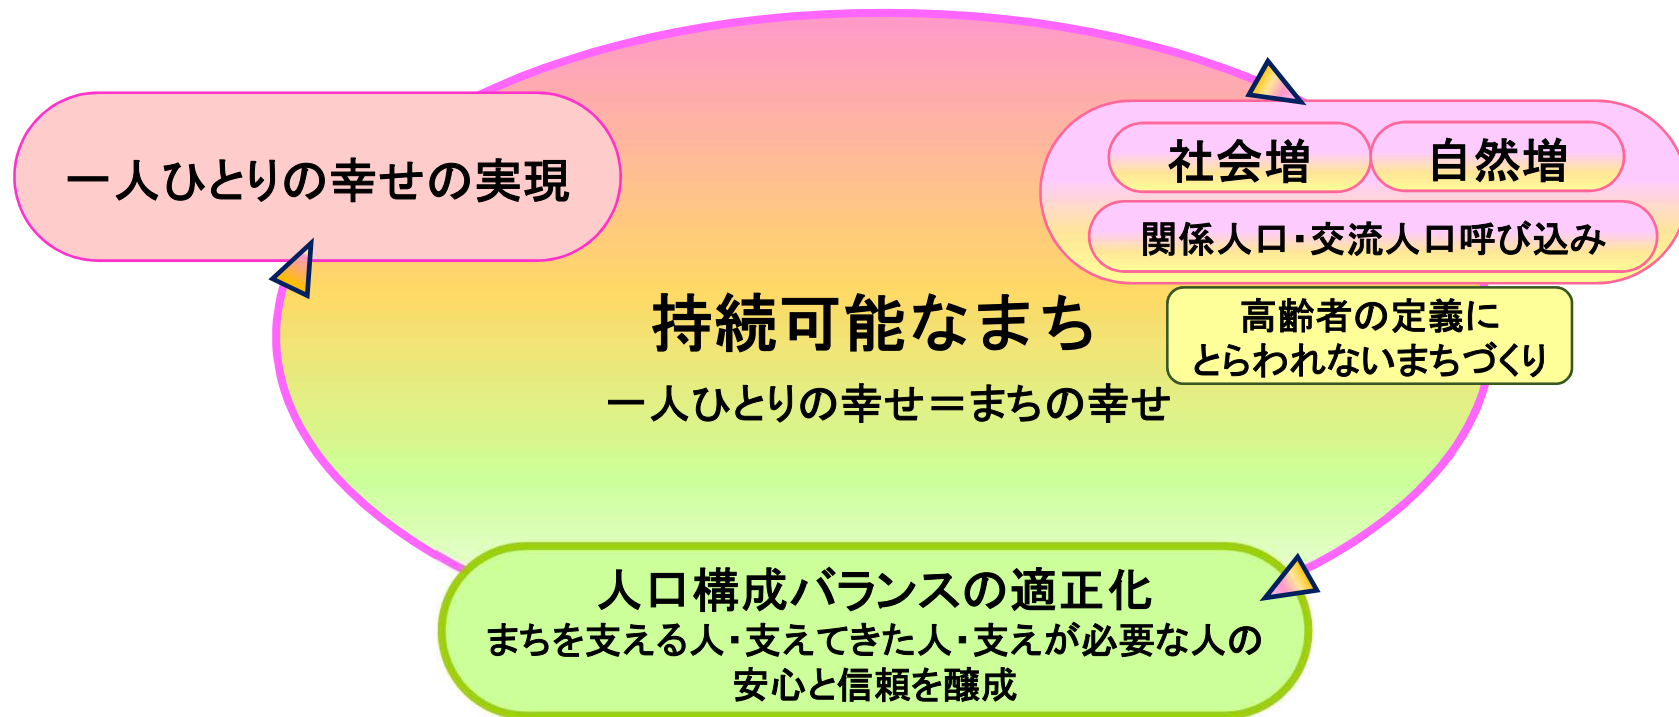 一人ひとりの幸せの実現
社会増
自然増
関係人口・交流人口呼び込み
高齢者の定義に
とらわれないまちづくり
持続可能なまち
一人ひとりの幸せ＝まちの幸せ
人口構成バランスの適正化
まちを支える人・支えてきた人・支えが必要な人の
安心と信頼を醸成